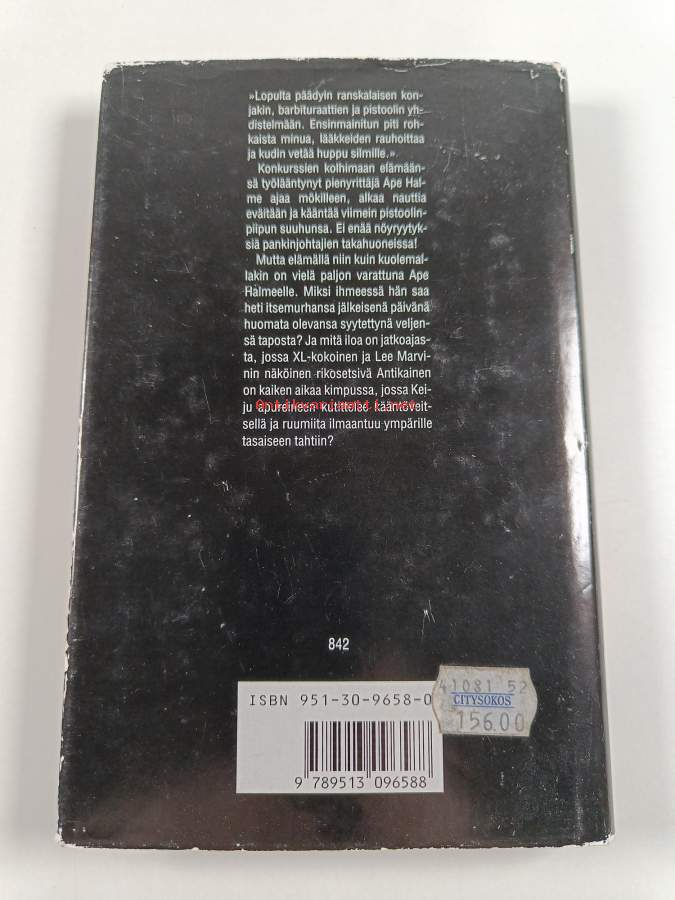 »Lopulta päädyin ranskalaisen kon-
jakin, barbituraattien ja pistoolin yh-
distelmään. Ensinmainitun piti roh-
kaista minua, lääkkeiden rauhoittaa
ja kudin vetää huppu silmille.»
Konkurssien kolhimaan elämään-
sä työlääntynyt pienyrittäjä Ape Hal-
me ajaa mökilleen, alkaa nauttia
eväitään ja kääntää viimein pistoolin-
piipun suuhunsa. Ei enää nöyryytyk-
siä pankinjohtajien takahuoneissa!
Mutta elämällä niin kuin kuolemal-
lakin on vielä paljon varattuna Ape
Halmeelle. Miksi ihmeessä hän saa
heti itsemurhansa jälkeisenä päivänä
huomata olevansa syytettynä veljen-
sä taposta? Ja mitä iloa on jatkoajas-
ta, jossa XL-kokoinen ja Lee Marvi-
nin näköinen rikosetsivä Antikainen
on kaiken aikaa kimpussa, jossa Kei-
ju apureineen kutittelee kääntöveit-
sellä ja ruumiita ilmaantuu ympärille
tasaiseen tahtiin?
842
ISBN 951-30-9658-0
41081 52
CITYSOKOS
156.00
9 789513 096588